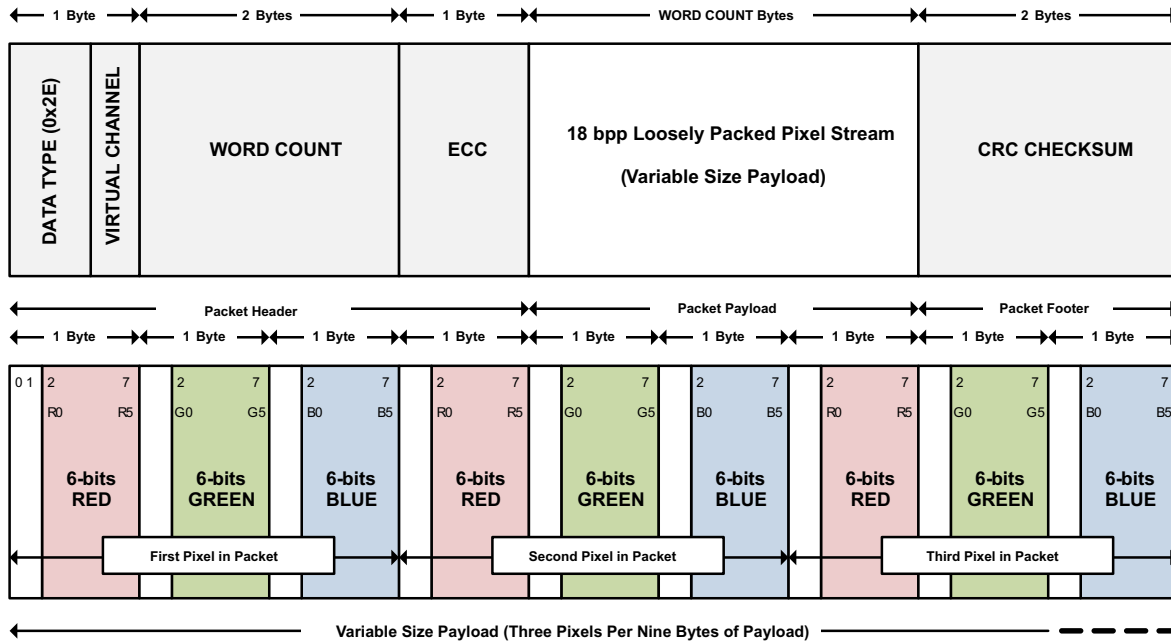 1 Byte 2 Bytes 1 Byte WORD COUNT Bytes 2 Bytes
DATA TYPE (0x2E)
VIRTUAL CHANNEL
WORD COUNT
ECC
18 bpp Loosely Packed Pixel Stream
(Variable Size Payload)
CRC CHECKSUM
Packet Header Packet Payload Packet Footer
1 Byte 1 Byte 1 Byte 1 Byte 1 Byte 1 Byte 1 Byte 1 Byte 1 Byte
0 1 2 7 2 7 2 7 2 7 2 7 2 7 2 7 2 7 2 7
R0 R5 G0 G5 B0 B5 R0 R5 G0 G5 B0 B5 R0 R5 G0 G5 B0 B5
6-bits 6-bits 6-bits 6-bits 6-bits 6-bits 6-bits 6-bits 6-bits
RED GREEN BLUE RED GREEN BLUE RED GREEN BLUE
First Pixel in Packet Second Pixel in Packet Third Pixel in Packet
Variable Size Payload (Three Pixels Per Nine Bytes of Payload)